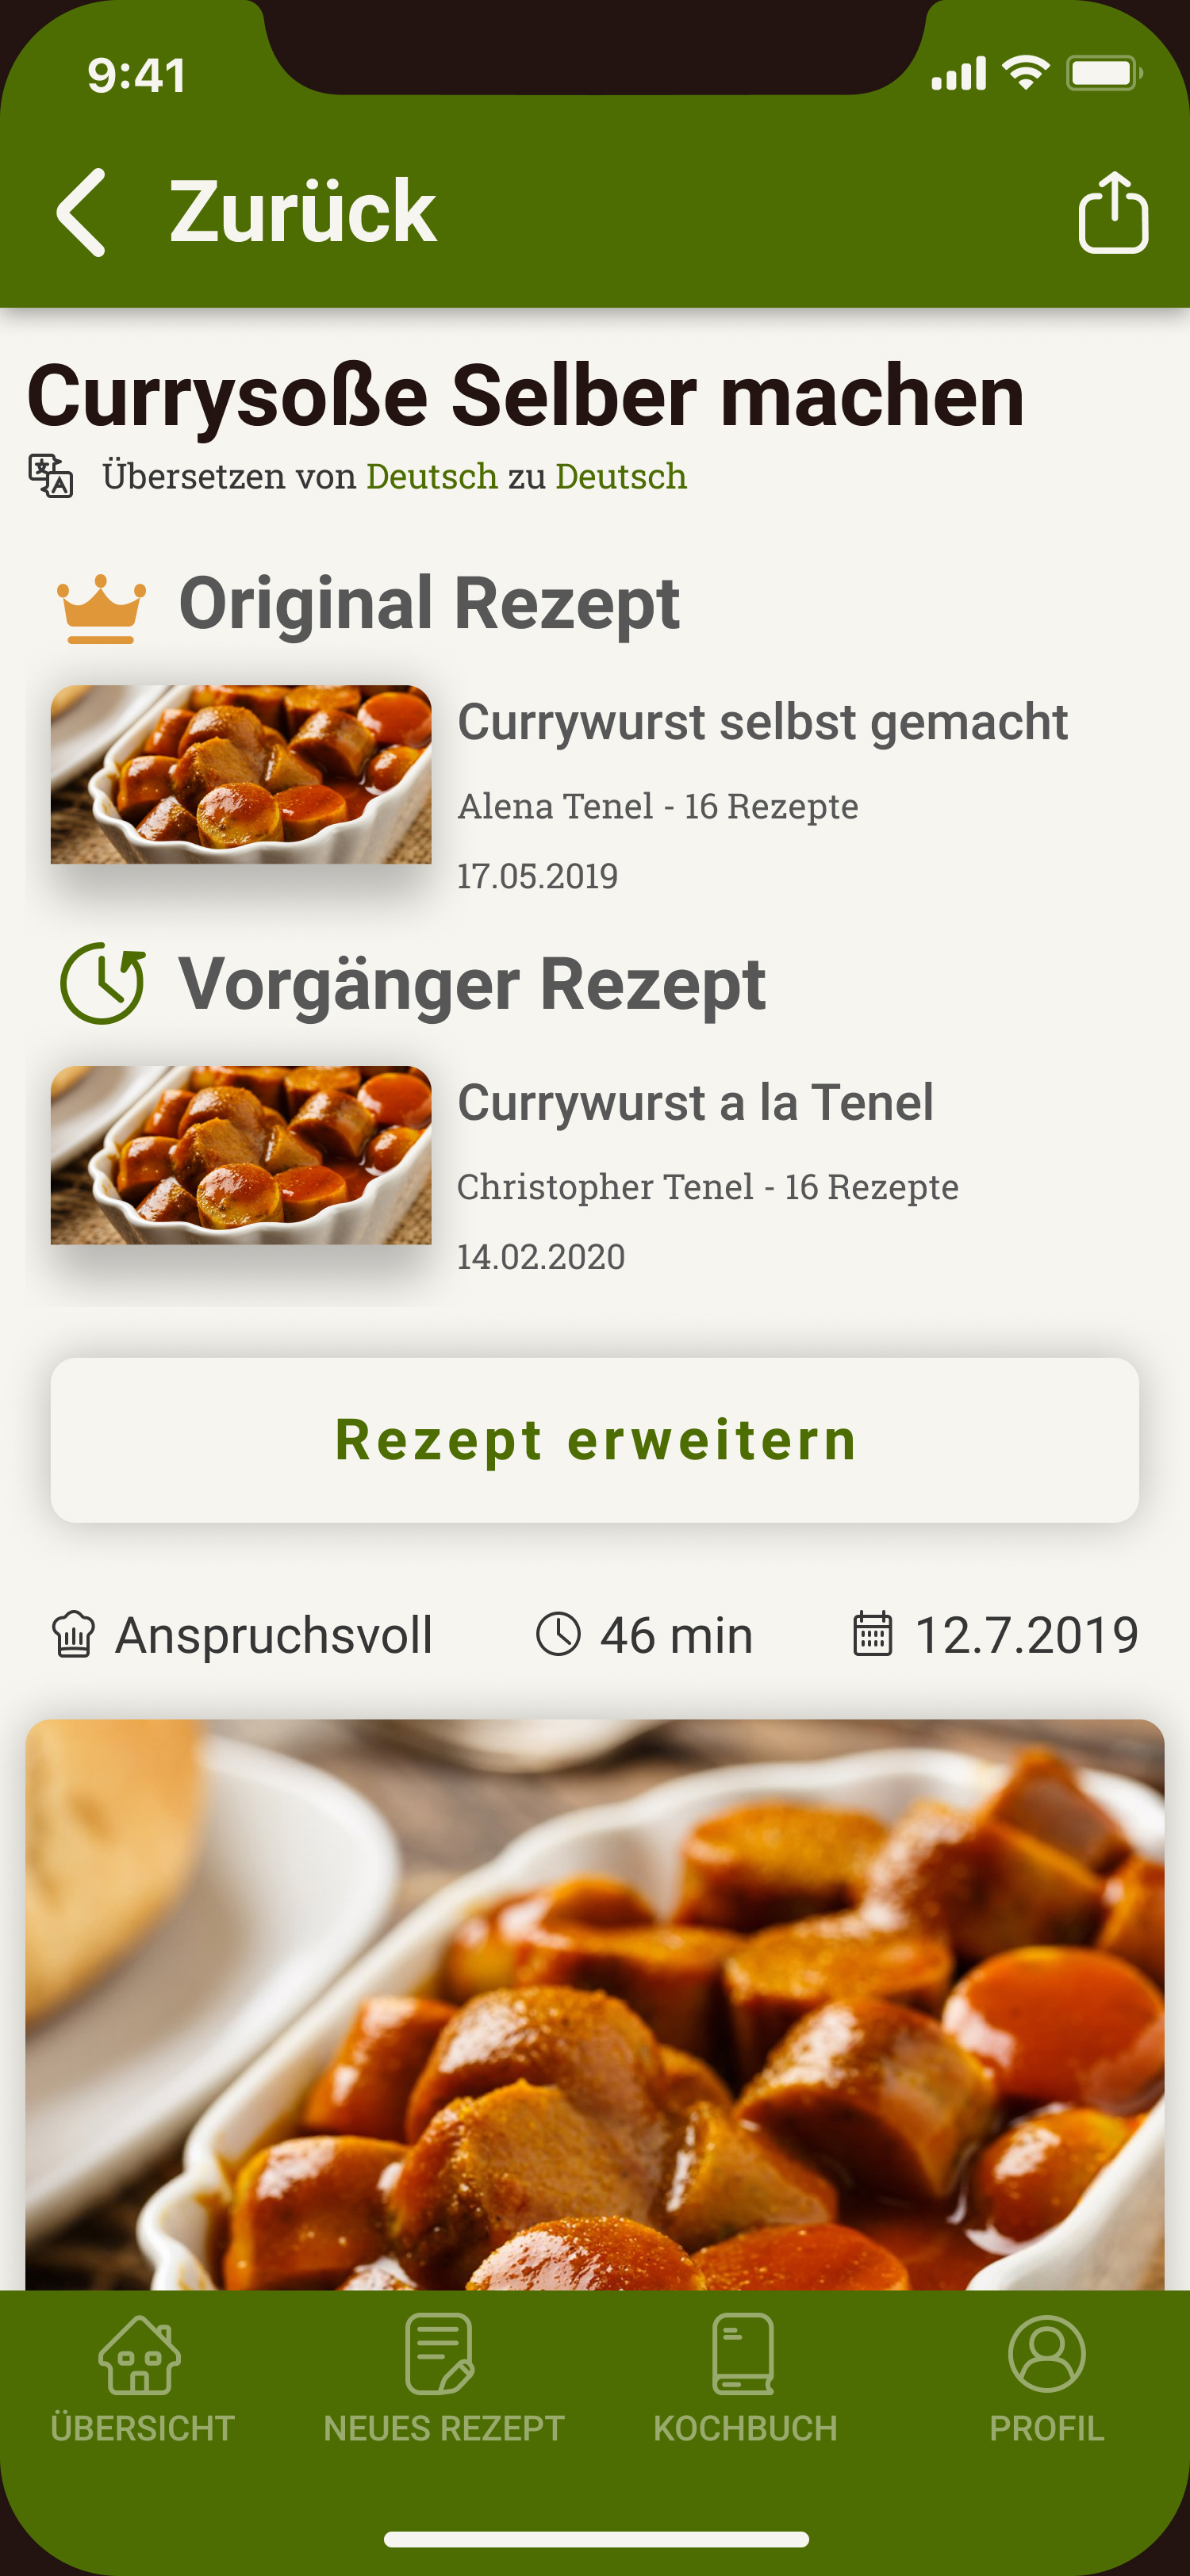 9:41
Zurück
Currysoße Selber machen
Übersetzen von Deutsch zu Deutsch
Original Rezept
Currywurst selbst gemacht
Alena Tenel - 16 Rezepte
17.05.2019
Vorgänger Rezept
Currywurst a la Tenel
Christopher Tenel - 16 Rezepte
14.02.2020
Rezept erweitern
Anspruchsvoll 46 min 12.7.2019
ÜBERSICHT NEUES REZEPT KOCHBUCH PROFIL